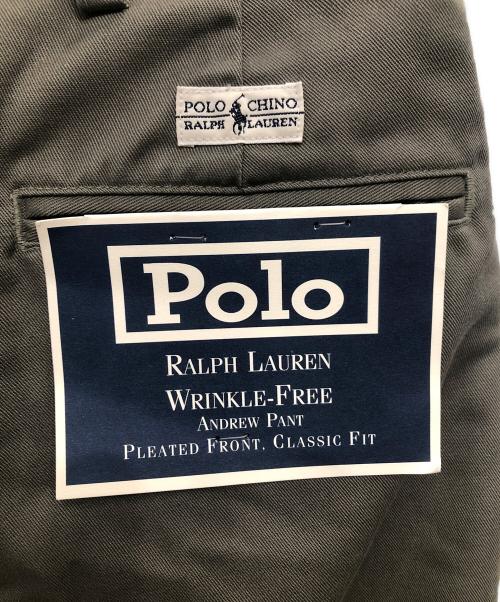 POLO CHINO
RALPH LAUREN
Polo
RALPH LAUREN
WRINKLE-FREE
ANDREW PANT
PLEATED FRONT, CLASSIC FIT